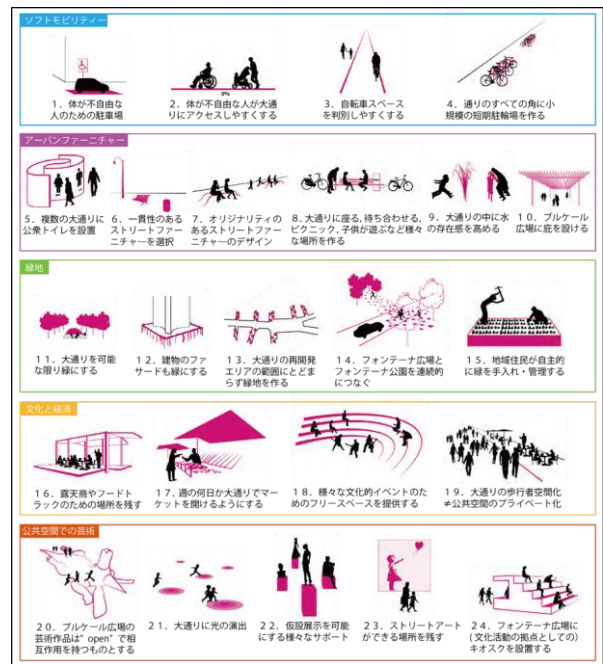 ソフトモビリティー
1．体が不自由な
人のための駐車場
0%
2．体が不自由な人が大通
りにアクセスしやすくする
3．自転車スペース
を判別しやすくする
4．通りのすべての角に小
規模の短期駐輪場を作る
アーバンファーニチャー
5．複数の大通りに
公衆トイレを設置
6．一貫性のある
ストリートファー
ニチャーを選択
7．オリジナリティの
あるストリートファー
ニチャーのデザイン
8．大通りに座る, 待ち合わせる,
ピクニック, 子供が遊ぶなど様々
な場所を作る
9．大通りの中に水
の存在感を高める
10．ブルケール
広場に庇を設ける
緑地
11．大通りを可能
な限り緑にする
12．建物のファ
サードも緑にする
13．大通りの再開発
エリアの範囲にとどま
らず緑地を作る
14．フォンテーナ広場と
フォンテーナ公園を連続的
につなぐ
15．地域住民が自主的
に緑を手入れ・管理する
文化と経済
16．露天商やフードト
ラックのための場所を残す
17．週の何日か大通りでマー
ケットを開けるようにする
18．様々な文化的イベントのた
めのフリースペースを提供する
19．大通りの歩行者空間化
≠公共空間のプライベート化
公共空間での芸術
20．ブルケール広場の
芸術作品は"open"で相
互作用を持つものとする
21．大通りに光の演出
22．仮設展示を可能
にする様々なサポート
23．ストリートアート
ができる場所を残す
24．フォンテーナ広場に
(文化活動の拠点としての)
キオスクを設置する